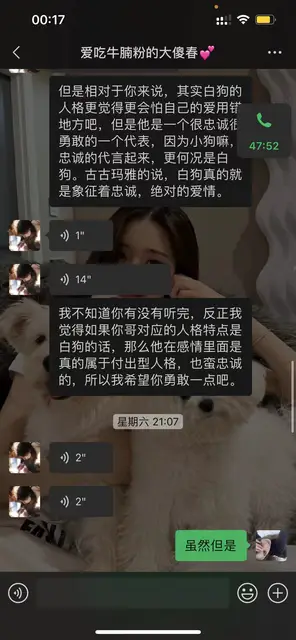 00:17
爱吃牛腩粉的大傻春💕
但是相对于你来说，其实白狗的
人格更觉得更会怕自己的爱用错
地方吧，但是他是一个很忠诚很
勇敢的一个代表，因为小狗嘛，
忠诚的代言起来，更何况是白
狗。古古玛雅的说，白狗真的就
是象征着忠诚，绝对的爱情。
47:52
1"
14"
我不知道你有没有听完，反正我
觉得如果你哥对应的人格特点是
白狗的话，那么他在感情里面是
真的属于付出型人格，也蛮忠诚
的，所以我希望你勇敢一点吧。
星期六 21:07
2"
2"
虽然但是